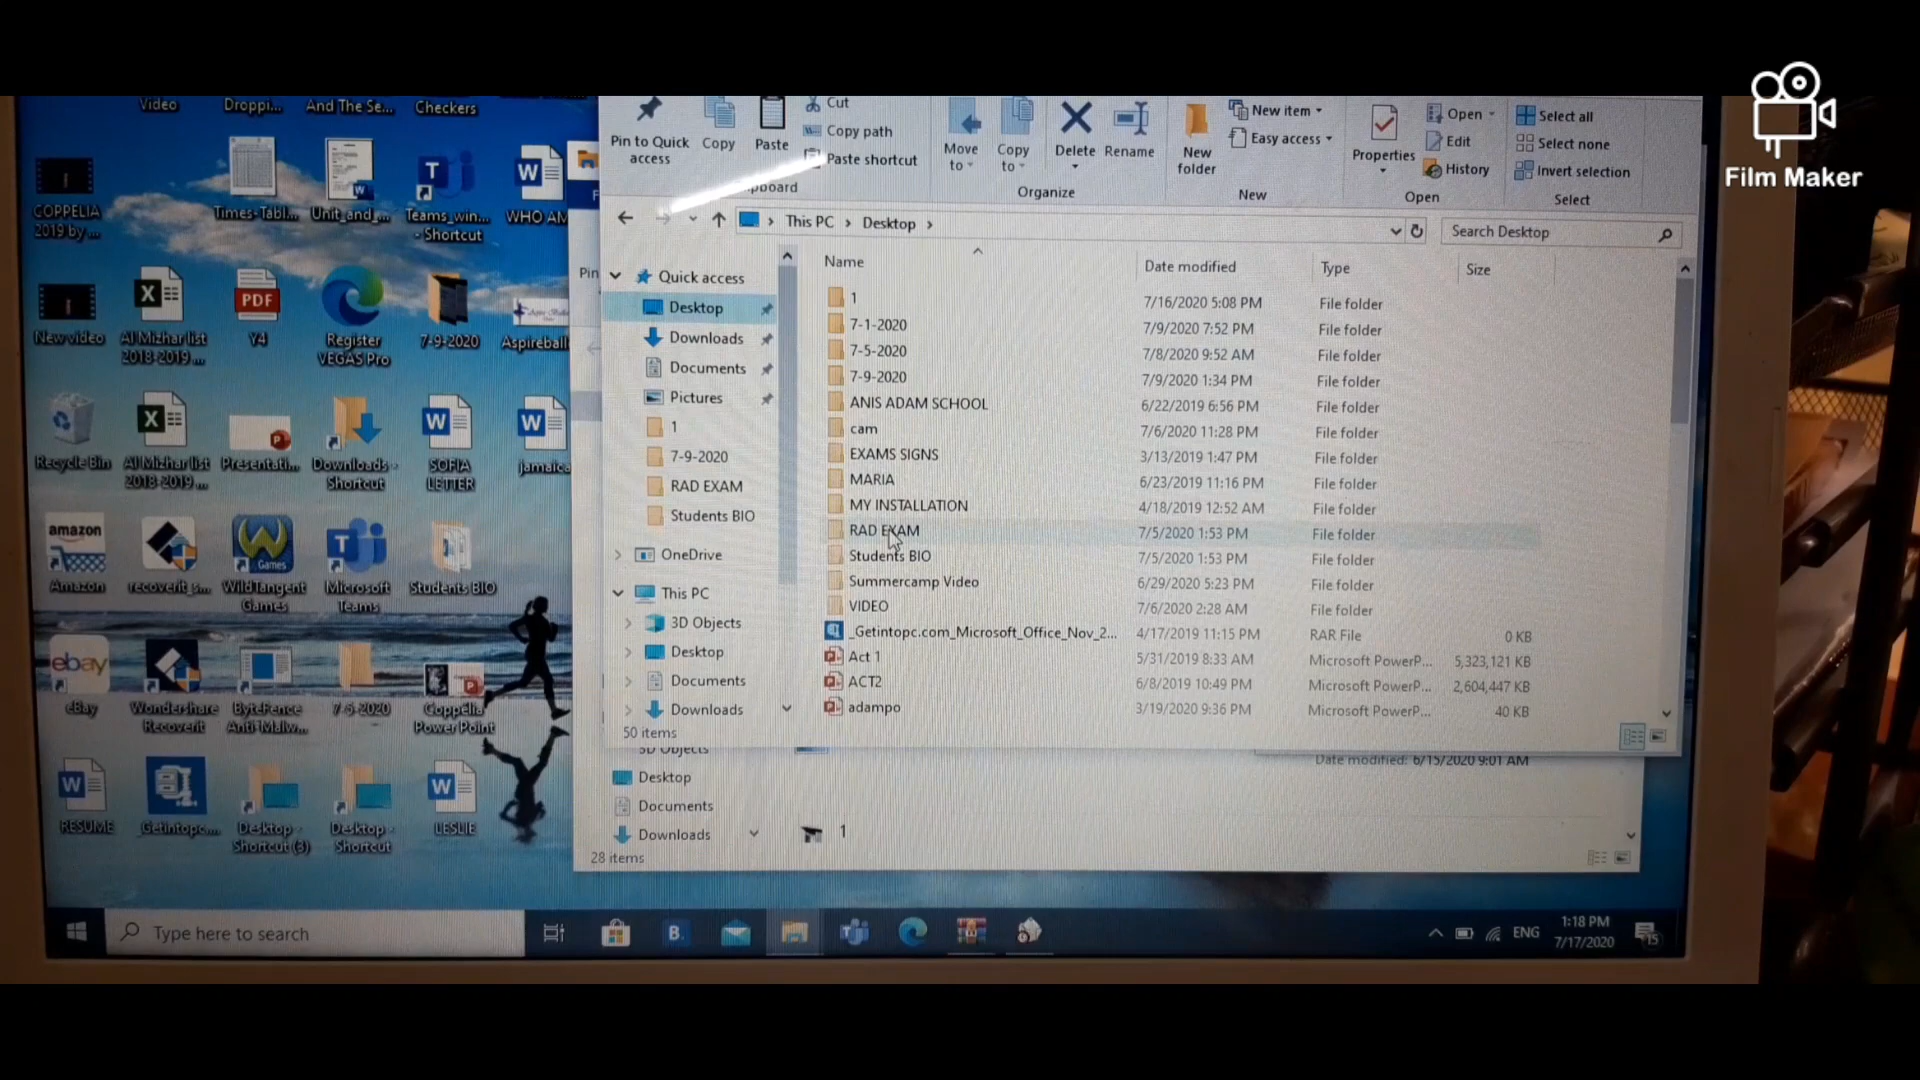 Film Maker
Video
Droppi...
And The Se...
Checkers
COPPELIA
2019 by ...
Times-Tabl...
Unit_and_...
Teams_win...
- Shortcut
WHO AM
New video
Al Mizhar list
2018-2019 ...
Y4
Register
VEGAS Pro
7-9-2020
Aspireball
Recycle Bin
Al Mizhar list
2018-2019 ...
Presentati...
Downloads -
Shortcut
SOFIA
LETTER
jamaica
amazon
Amazon
recoverit_s...
Games
WildTangent
Games
Microsoft
Teams
Students BIO
ebay
eBay
Wondershare
Recoverit
ByteFence
Anti-Malw...
7-5-2020
Coppelia
PowerPoint
RESUME
_Getintopc....
Desktop -
Shortcut (3)
Desktop -
Shortcut
LESLIE
Pin to Quick
access
Copy
Paste
Cut
Copy path
Paste shortcut
Move
to
Copy
to
Delete
Rename
Organize
New
folder
New item
Easy access
New
Properties
Open
Edit
History
Open
Select all
Select none
Invert selection
Select
This PC > Desktop >
Search Desktop
Pin
Quick access
Desktop
Downloads
Documents
Pictures
1
7-9-2020
RAD EXAM
Students BIO
OneDrive
This PC
3D Objects
Desktop
Documents
Downloads
50 items
Name Date modified Type Size
1 7/16/2020 5:08 PM File folder
7-1-2020 7/9/2020 7:52 PM File folder
7-5-2020 7/8/2020 9:52 AM File folder
7-9-2020 7/9/2020 1:34 PM File folder
ANIS ADAM SCHOOL 6/22/2019 6:56 PM File folder
cam 7/6/2020 11:28 PM File folder
EXAMS SIGNS 3/13/2019 1:47 PM File folder
MARIA 6/23/2019 11:16 PM File folder
MY INSTALLATION 4/18/2019 12:52 AM File folder
RAD EXAM 7/5/2020 1:53 PM File folder
Students BIO 7/5/2020 1:53 PM File folder
Summercamp Video 6/29/2020 5:23 PM File folder
VIDEO 7/6/2020 2:28 AM File folder
_Getintopc.com_Microsoft_Office_Nov_2... 4/17/2019 11:15 PM RAR File 0 KB
Act 1 5/31/2019 8:33 AM Microsoft PowerP... 5,323,121 KB
ACT2 6/8/2019 10:49 PM Microsoft PowerP... 2,604,447 KB
adampo 3/19/2019 9:36 PM Microsoft PowerP... 40 KB
3D Objects
Desktop
Documents
Downloads
1
28 items
Date modified: 6/15/2020 9:01 AM
Type here to search
B.
ENG
1:18 PM
7/17/2020
15